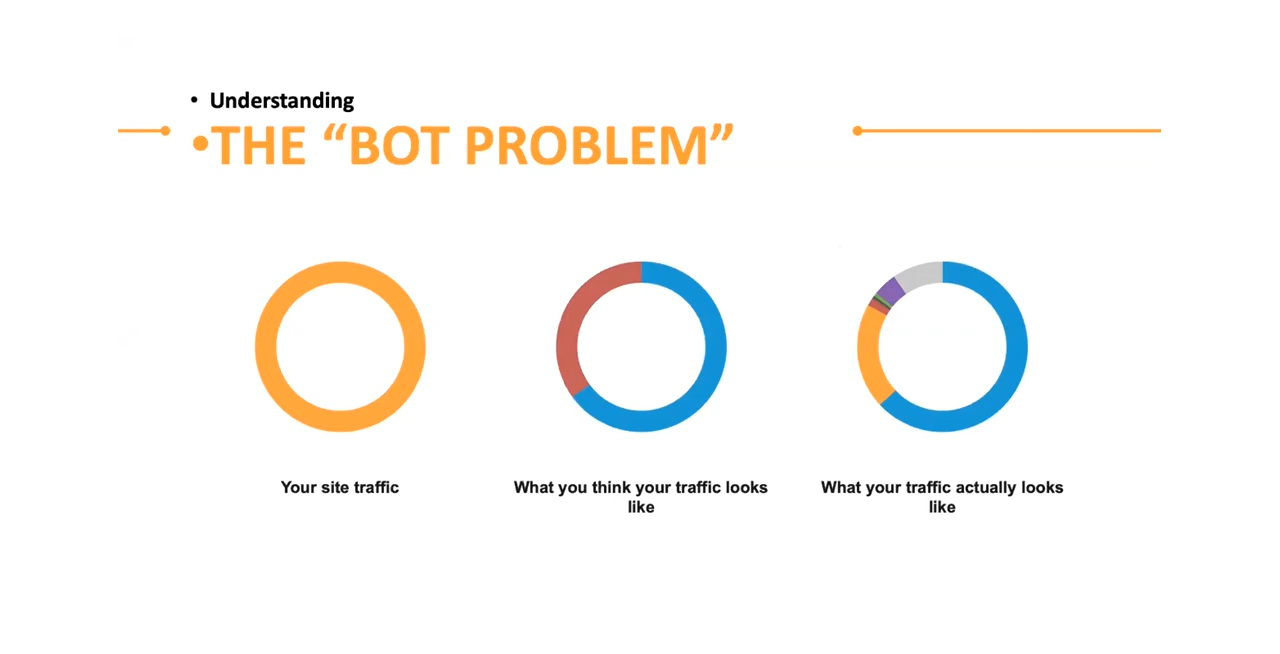 • Understanding
•THE “BOT PROBLEM”
Your site traffic
What you think your traffic looks
like
What your traffic actually looks
like